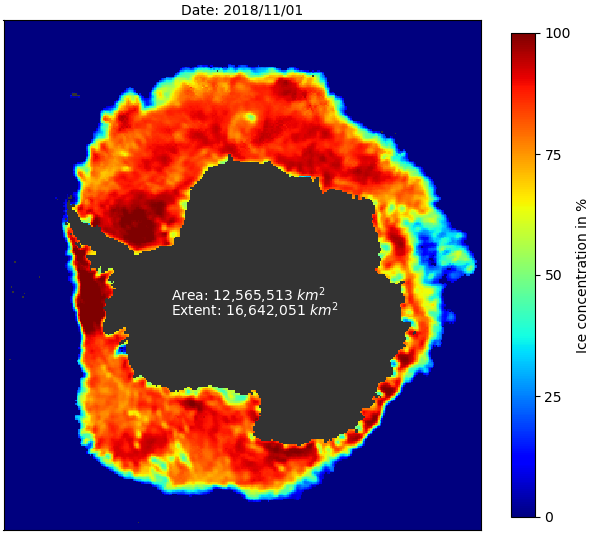 Date: 2018/11/01
100
75
50
25
0
Ice concentration in %
Area: 12,565,513 km²
Extent: 16,642,051 km²